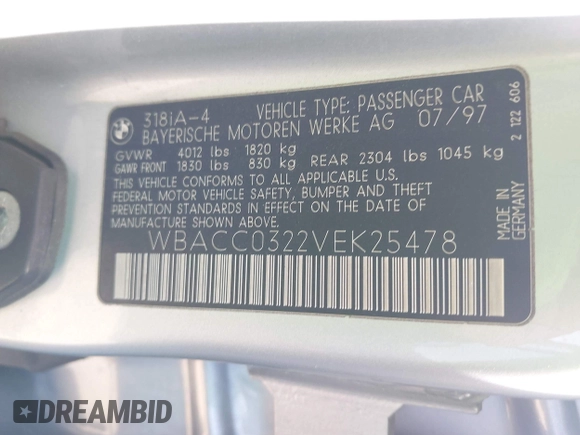 BMW
318iA-4 VEHICLE TYPE: PASSENGER CAR
BAYERISCHE MOTOREN WERKE AG 07/97
GVWR 4012 lbs 1820 kg
GAWR FRONT 1830 lbs 830 kg REAR 2304 lbs 1045 kg
THIS VEHICLE CONFORMS TO ALL APPLICABLE U.S.
FEDERAL MOTOR VEHICLE SAFETY, BUMPER AND THEFT
PREVENTION STANDARDS IN EFFECT ON THE DATE OF
MANUFACTURE SHOWN ABOVE.
WBACC0322VEK25478
2 122 606
MADE IN
GERMANY
DREAMBID